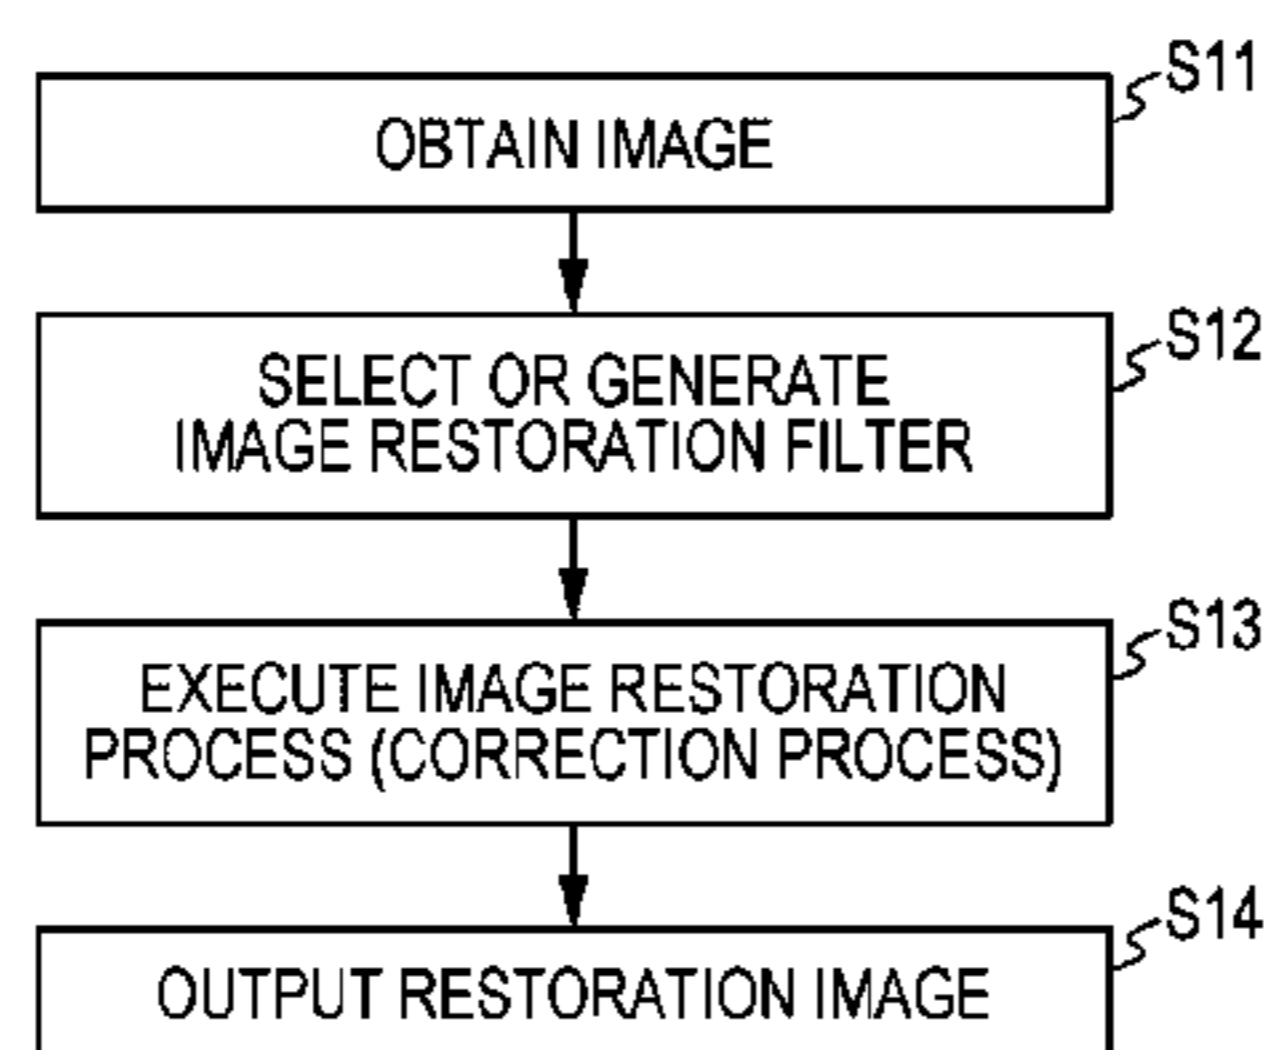 S11
OBTAIN IMAGE
S12
SELECT OR GENERATE
IMAGE RESTORATION FILTER
S13
EXECUTE IMAGE RESTORATION
PROCESS (CORRECTION PROCESS)
S14
OUTPUT RESTORATION IMAGE